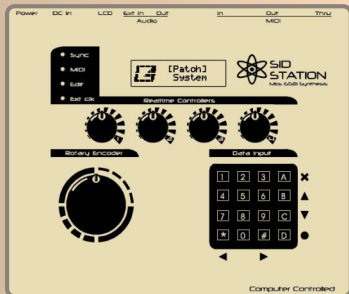 Power DC in LCD Ext in Out In Out Thru
Audio MIDI
Sync
MIDI
Edit
Ext clk
[Patch]
System
SID
STATION
Mos 6581 Synthesis
Realtime Controllers
Rotary Encoder
Data Input
1 2 3 A
4 5 6 B
7 8 9 C
* 0 # D
Computer Controlled